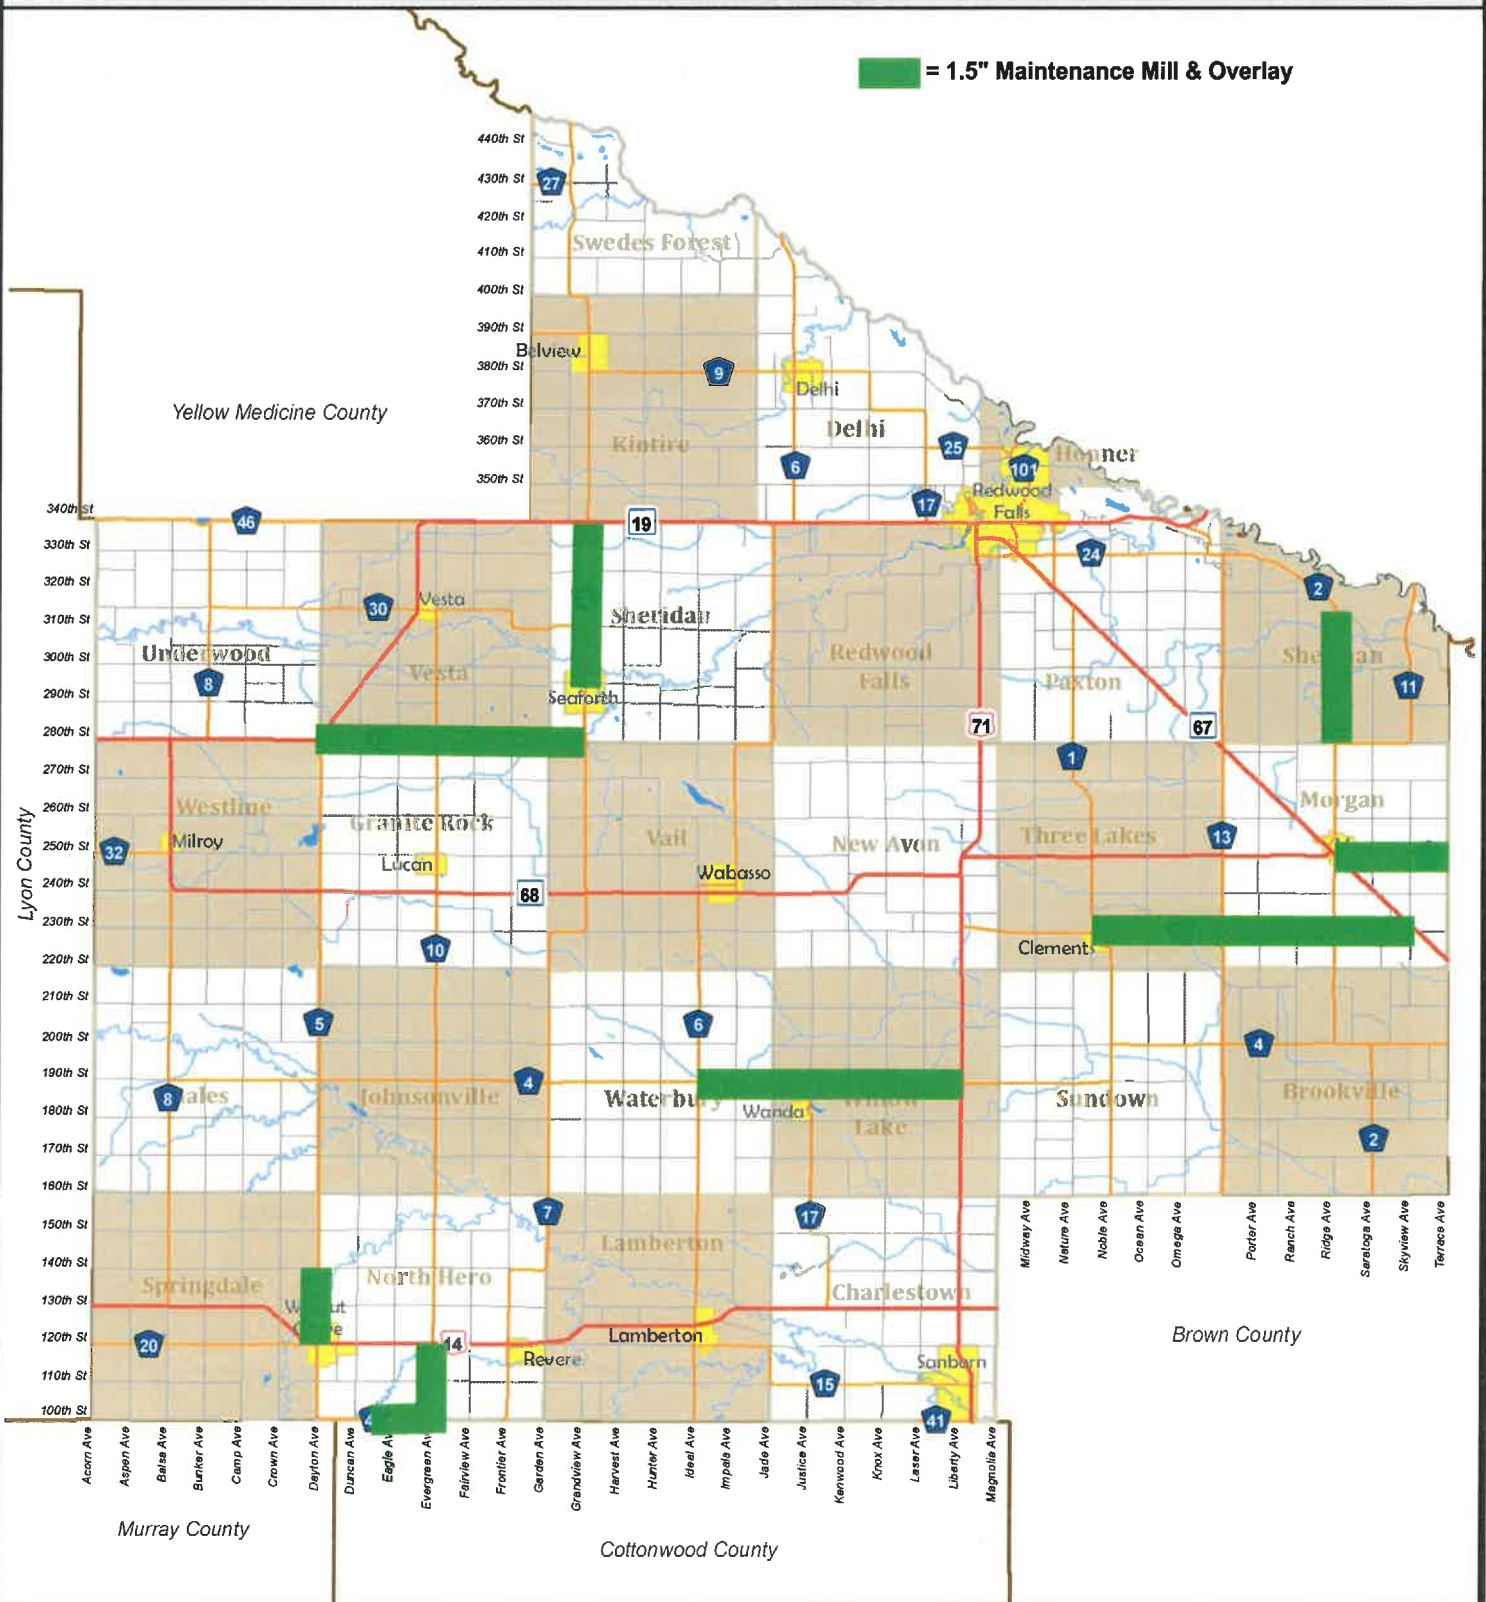 = 1.5" Maintenance Mill & Overlay
440th St
430th St
27
420th St
Swedes Forest
410th St
400th St
390th St
Belview
380th St
9
Delhi
370th St
Yellow Medicine County
Delhi
360th St
Kintire
25
Honner
6
101
350th St
Redwood
Falls
17
340th st
46
19
330th St
24
320th St
2
30
Vesta
310th St
Sheridan
300th St
Underwood
Redwood
Falls
Vesta
Paxton
8
11
290th St
Seaforth
280th St
71
67
1
270th St
260th St
Westline
Morgan
Granite Rock
Vail
New Avon
Three Lakes
13
250th St
32
Milroy
Lucan
Wabasso
240th St
68
Lyon County
230th St
10
Clements
220th St
210th St
5
6
200th St
4
190th St
8
Johnsonville
4
Waterbury
Sundown
Brookville
180th St
Wanda
Lake
2
170th St
160th St
7
17
150th St
Lamberton
140th St
Springdale
North Hero
Charlestown
130th St
120th St
20
14
Revere
Lamberton
Sanborn
Brown County
110th St
15
100th St
41
Midway Ave
Nature Ave
Noble Ave
Ocean Ave
Omega Ave
Porter Ave
Ranch Ave
Ridge Ave
Saratoga Ave
Skyview Ave
Terrace Ave
Acorn Ave
Aspen Ave
Balsa Ave
Bunker Ave
Camp Ave
Crown Ave
Dayton Ave
Duncan Ave
Eagle Av
Evergreen Av
Fairview Ave
Frontier Ave
Garden Ave
Grandview Ave
Harvest Ave
Hunter Ave
Ideal Ave
Impala Ave
Jade Ave
Justice Ave
Kenwood Ave
Knox Ave
Laser Ave
Liberty Ave
Magnolia Ave
Murray County
Cottonwood County